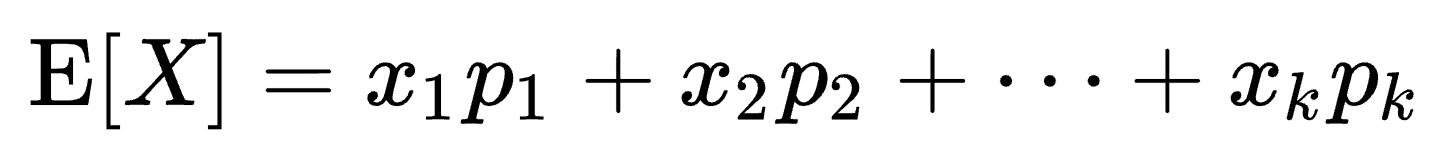 E[X] = x₁p₁ + x₂p₂ + ⋯ + xₖpₖ